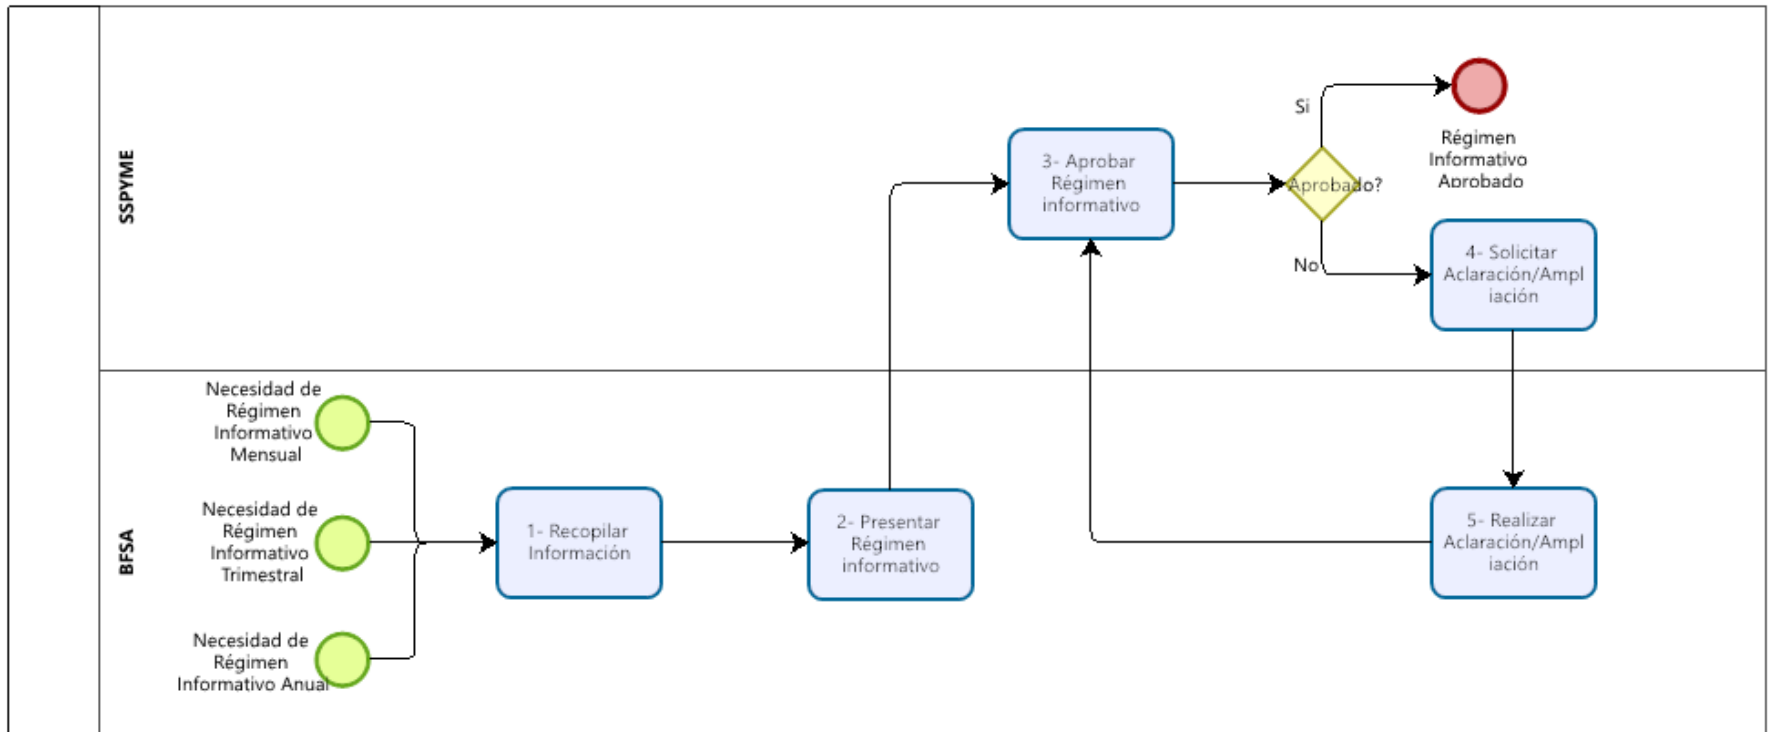 SSPYME
3- Aprobar
Régimen
informativo
Aprobado?
Si
No
Régimen
Informativo
Aprobado
4- Solicitar
Aclaración/Ampl
iación
BFSA
Necesidad de
Régimen
Informativo
Mensual
Necesidad de
Régimen
Informativo
Trimestral
Necesidad de
Régimen
Informativo Anual
1- Recopilar
Información
2- Presentar
Régimen
informativo
5- Realizar
Aclaración/Ampl
iación